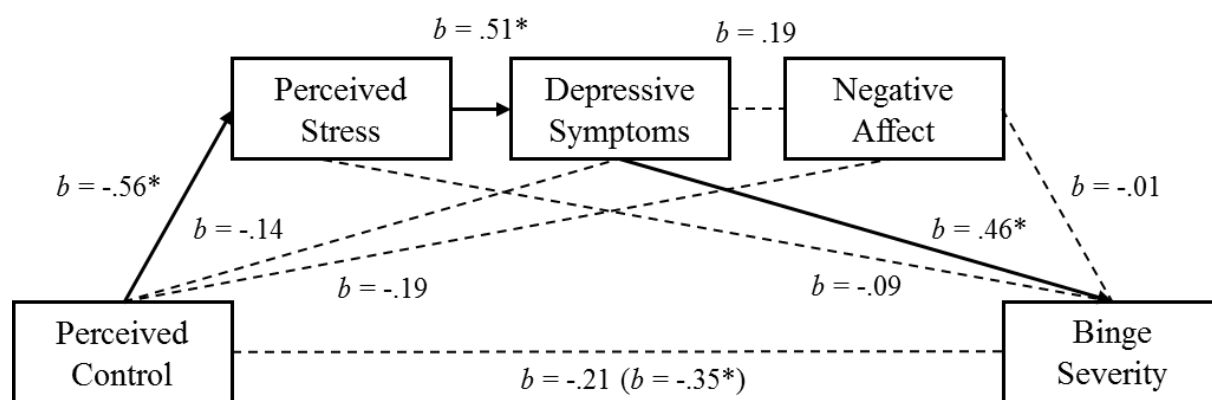 b = .51*
b = .19
Perceived
Stress
Depressive
Symptoms
Negative
Affect
b = -.56*
b = -.14
b = -.19
b = -.09
b = .46*
b = -.01
Perceived
Control
Binge
Severity
b = -.21 (b = -.35*)